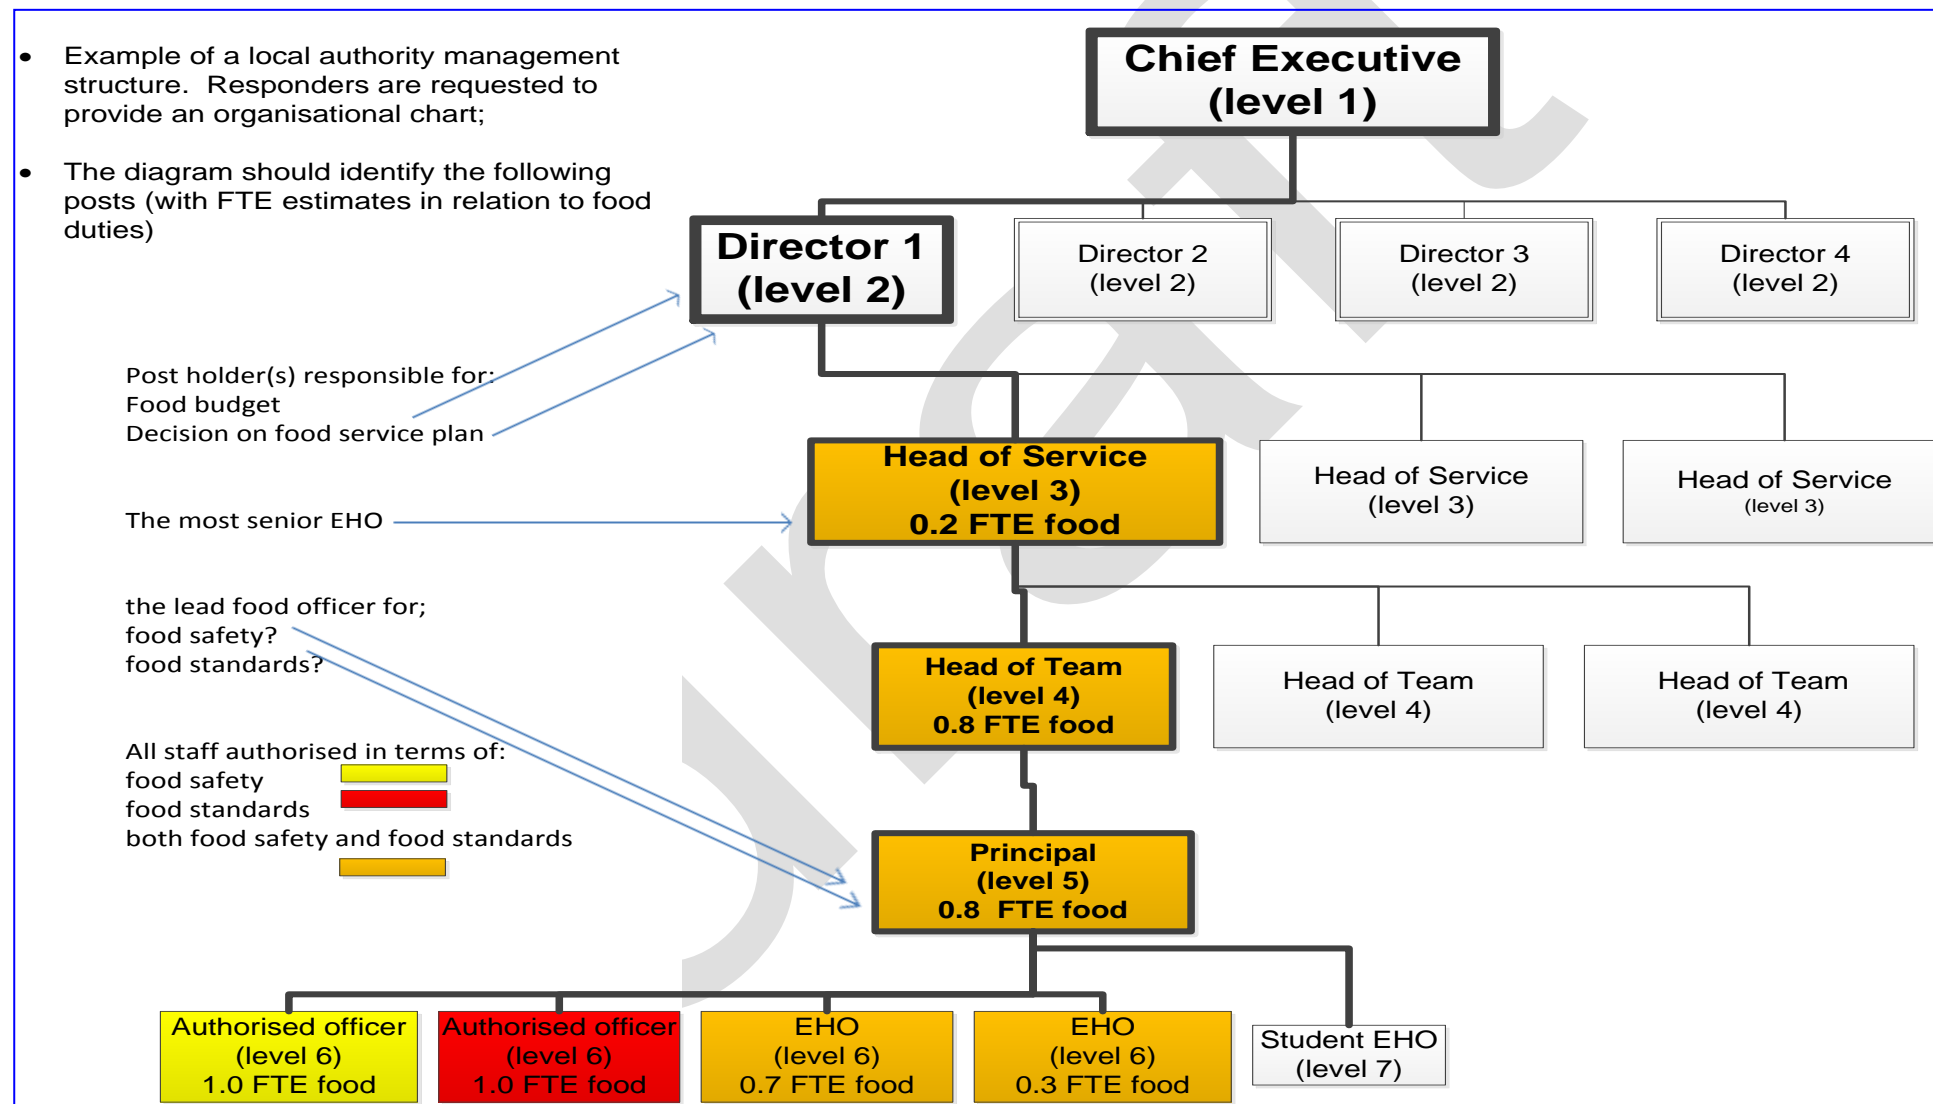 • Example of a local authority management
structure. Responders are requested to
provide an organisational chart;
• The diagram should identify the following
posts (with FTE estimates in relation to food
duties)
Chief Executive
(level 1)
Director 1
(level 2)
Director 2
(level 2)
Director 3
(level 2)
Director 4
(level 2)
Post holder(s) responsible for:
Food budget
Decision on food service plan
Head of Service
(level 3)
0.2 FTE food
Head of Service
(level 3)
Head of Service
(level 3)
The most senior EHO
the lead food officer for;
food safety?
food standards?
Head of Team
(level 4)
0.8 FTE food
Head of Team
(level 4)
Head of Team
(level 4)
All staff authorised in terms of:
food safety
food standards
both food safety and food standards
Principal
(level 5)
0.8 FTE food
Authorised officer
(level 6)
1.0 FTE food
Authorised officer
(level 6)
1.0 FTE food
EHO
(level 6)
0.7 FTE food
EHO
(level 6)
0.3 FTE food
Student EHO
(level 7)